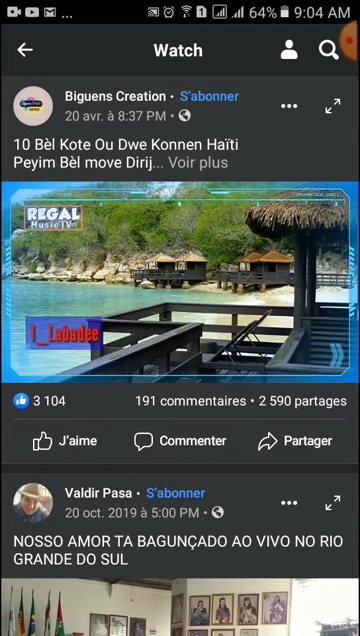 64% 9:04 AM
Watch
Biguens Creation • S'abonner
20 avr. à 8:37 PM •
10 Bèl Kote Ou Dwe Konnen Haïti
Peyim Bèl move Dirij... Voir plus
REGAL
Music TV
1_Labadee
3 104
191 commentaires • 2 590 partages
J'aime
Commenter
Partager
Valdir Pasa • S'abonner
20 oct. 2019 à 5:00 PM •
NOSSO AMOR TA BAGUNÇADO AO VIVO NO RIO
GRANDE DO SUL